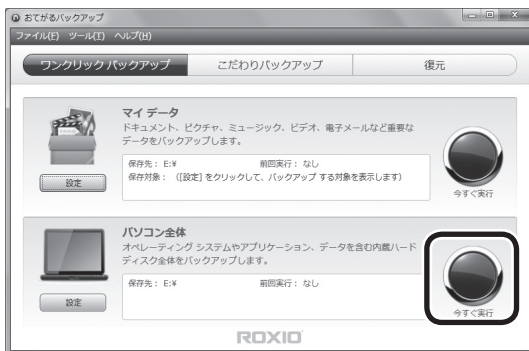 おてがるバックアップ
ファイル(F) ツール(T) ヘルプ(H)
ワンクリック バックアップ こだわりバックアップ 復元
マイ データ
ドキュメント、ピクチャ、ミュージック、ビデオ、電子メールなど重要な
データをバックアップします。
保存先： E:¥ 前回実行： なし
保存対象： （[設定] をクリックして、バックアップ する対象を表示します）
設定
今すぐ実行
パソコン全体
オペレーティング システムやアプリケーション、データを含む内蔵ハード
ディスク全体をバックアップします。
保存先： E:¥ 前回実行： なし
設定
今すぐ実行
ROXIO